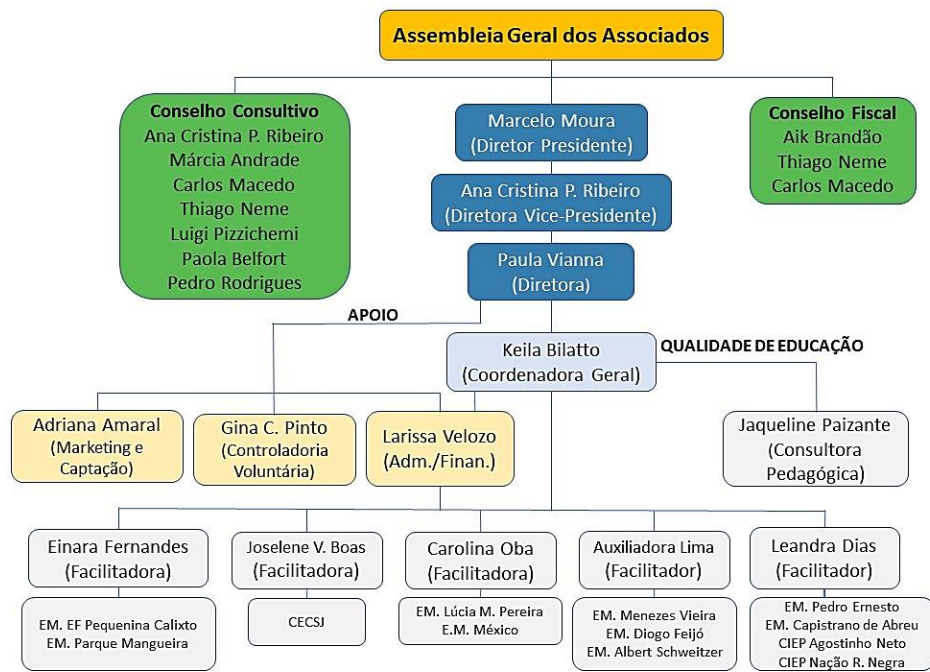 Assembleia Geral dos Associados
Conselho Consultivo
Ana Cristina P. Ribeiro
Márcia Andrade
Carlos Macedo
Thiago Neme
Luigi Pizzichemi
Paola Belfort
Pedro Rodrigues
Marcelo Moura
(Diretor Presidente)
Conselho Fiscal
Aik Brandão
Thiago Neme
Carlos Macedo
Ana Cristina P. Ribeiro
(Diretora Vice-Presidente)
Paula Vianna
(Diretora)
APOIO
Keila Bilatto
(Coordenadora Geral)
QUALIDADE DE EDUCAÇÃO
Adriana Amaral
(Marketing e
Captação)
Gina C. Pinto
(Controladoria
Voluntária)
Larissa Velozo
(Adm./Finan.)
Jaqueline Paizante
(Consultora
Pedagógica)
Einara Fernandes
(Facilitadora)
Joselene V. Boas
(Facilitadora)
Carolina Oba
(Facilitadora)
Auxiliadora Lima
(Facilitador)
Leandra Dias
(Facilitador)
EM. EF Pequenina Calixto
EM. Parque Mangueira
CECSJ
EM. Lúcia M. Pereira
E.M. México
EM. Menezes Vieira
EM. Diogo Feijó
EM. Albert Schweitzer
EM. Pedro Ernesto
EM. Capistrano de Abreu
CIEP Agostinho Neto
CIEP Nação R. Negra